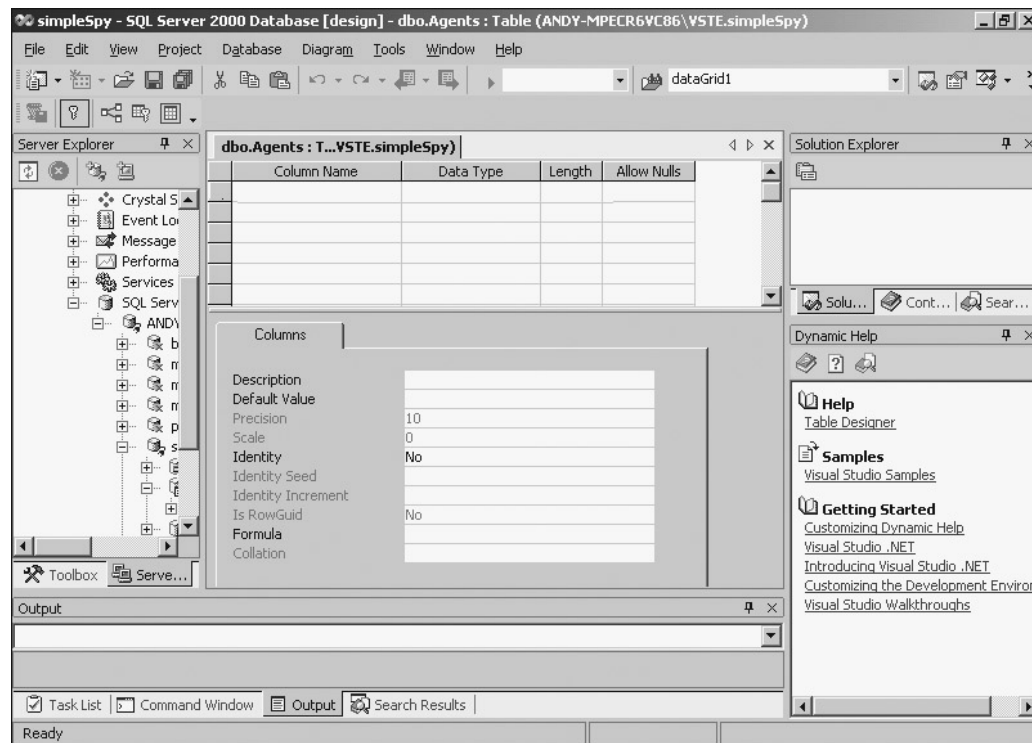 simpleSpy - SQL Server 2000 Database [design] - dbo.Agents : Table (ANDY-MPECR6VC86\VSTE.simpleSpy)
File Edit View Project Database Diagram Tools Window Help
dataGrid1
Server Explorer
Crystal S
Event Lo
Message
Performa
Services
SQL Serv
ANDY
b
m
m
m
p
s
Toolbox Serve...
dbo.Agents : T...VSTE.simpleSpy)
Column Name Data Type Length Allow Nulls
Columns
Description
Default Value
Precision 10
Scale 0
Identity No
Identity Seed
Identity Increment
Is RowGuid No
Formula
Collation
Solution Explorer
Solu... Cont... Sear...
Dynamic Help
Help
Table Designer
Samples
Visual Studio Samples
Getting Started
Customizing Dynamic Help
Visual Studio .NET
Introducing Visual Studio .NET
Customizing the Development Enviror
Visual Studio Walkthroughs
Output
Task List Command Window Output Search Results
Ready